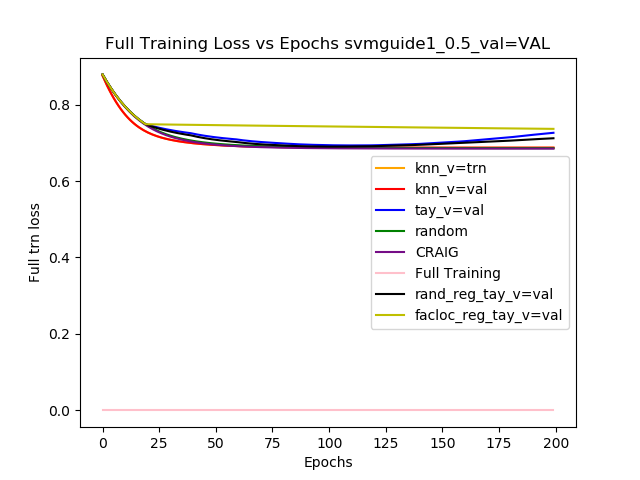 Full Training Loss vs Epochs svmguide1_0.5_val=VAL
Full trn loss
0.8
0.6
0.4
0.2
0.0
knn_v=trn
knn_v=val
tay_v=val
random
CRAIG
Full Training
rand_reg_tay_v=val
facloc_reg_tay_v=val
0 25 50 75 100 125 150 175 200
Epochs